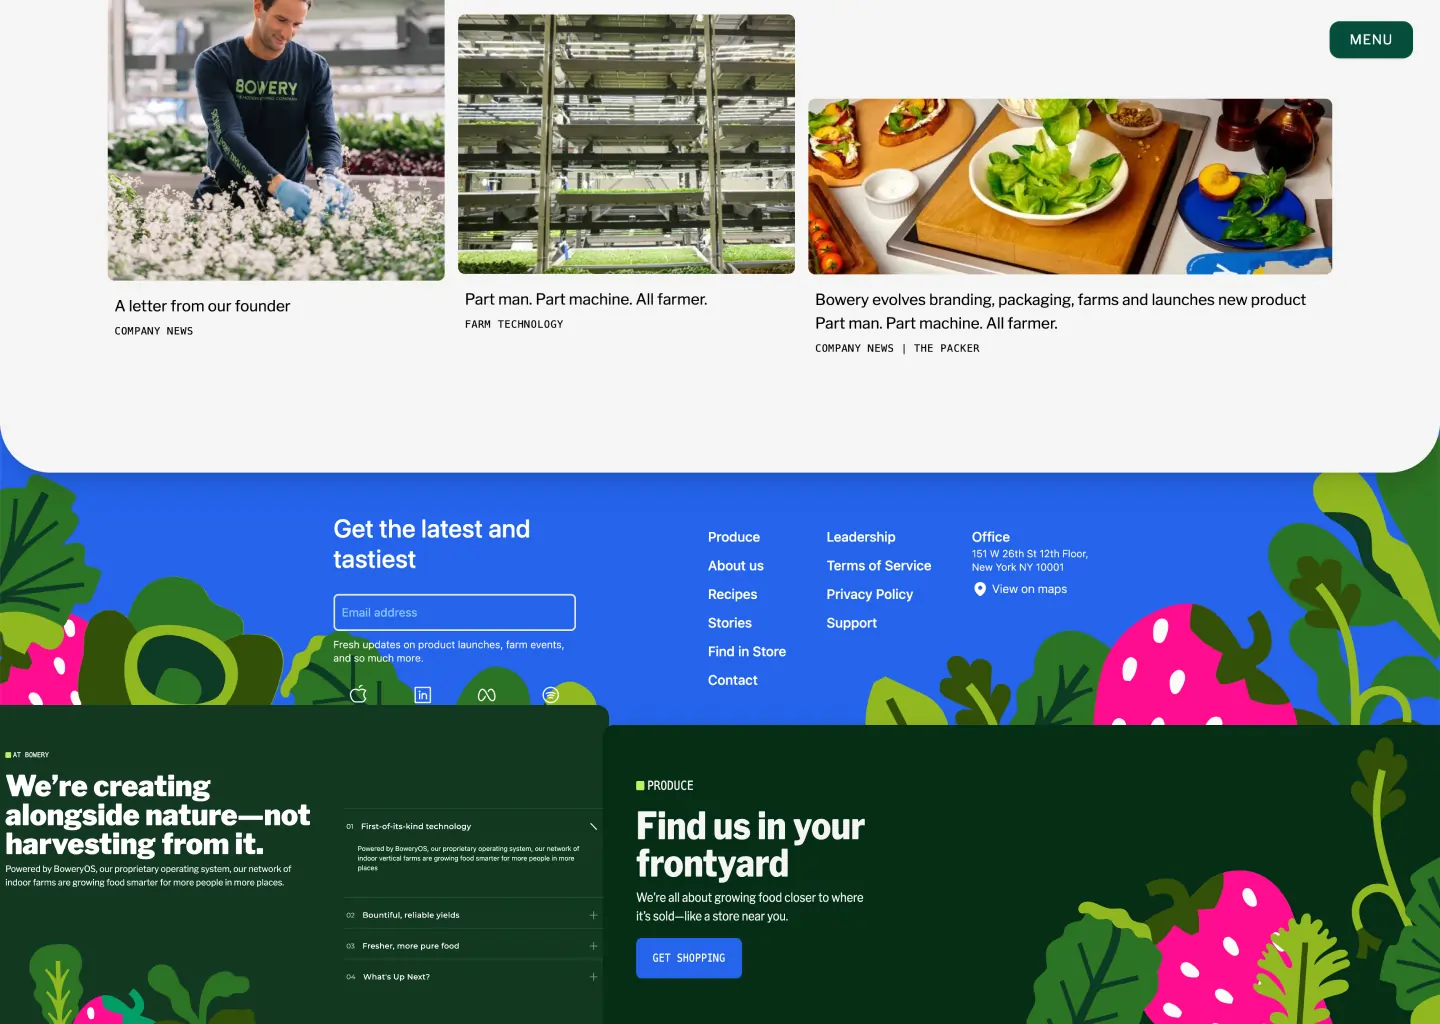 MENU
BOWERY
A letter from our founder
COMPANY NEWS
Part man. Part machine. All farmer.
FARM TECHNOLOGY
Bowery evolves branding, packaging, farms and launches new product
Part man. Part machine. All farmer.
COMPANY NEWS | THE PACKER
Get the latest and
tastiest
Email address
Fresh updates on product launches, farm events,
and so much more.
Produce
About us
Recipes
Stories
Find in Store
Contact
Leadership
Terms of Service
Privacy Policy
Support
Office
151 W 26th St 12th Floor,
New York NY 10001
View on maps
AT BOWERY
We’re creating
alongside nature—not
harvesting from it.
Powered by BoweryOS, our proprietary operating system, our network of
indoor farms are growing food smarter for more people in more places.
01 First-of-its-kind technology
Powered by BoweryOS, our proprietary operating system, our network of
indoor vertical farms are growing food smarter for more people in more
places
02 Bountiful, reliable yields
03 Fresher, more pure food
04 What's Up Next?
PRODUCE
Find us in your
frontyard
We’re all about growing food closer to where
it’s sold—like a store near you.
GET SHOPPING